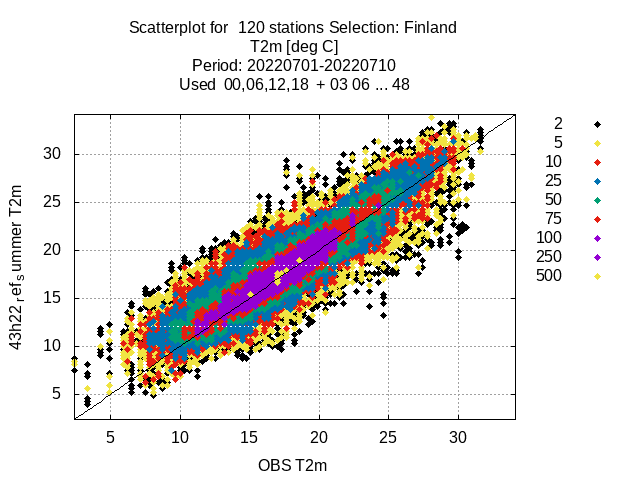 Scatterplot for  120 stations Selection: Finland
T2m [deg C]
Period: 20220701-20220710
Used  00,06,12,18  + 03 06 ... 48
43h22_ref_summer T2m
30
25
20
15
10
5
5 10 15 20 25 30
OBS T2m
2
5
10
25
50
75
100
250
500